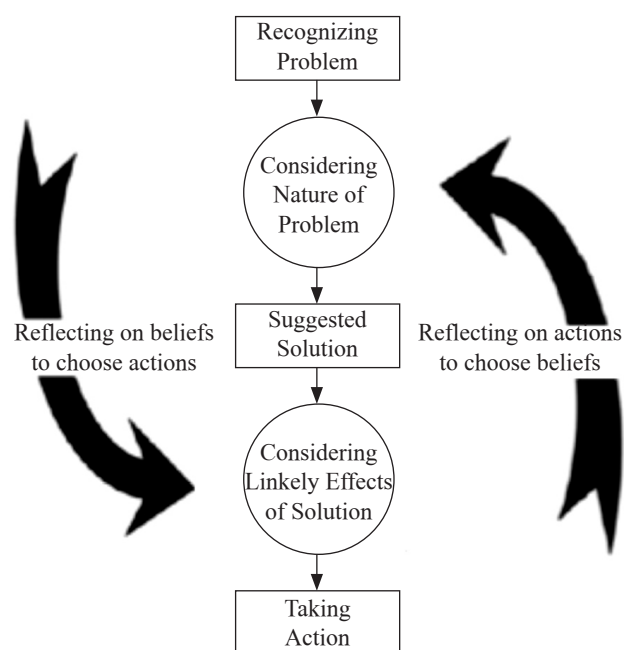 Recognizing
Problem
Considering
Nature of
Problem
Reflecting on beliefs
to choose actions
Suggested
Solution
Reflecting on actions
to choose beliefs
Considering
Linkely Effects
of Solution
Taking
Action